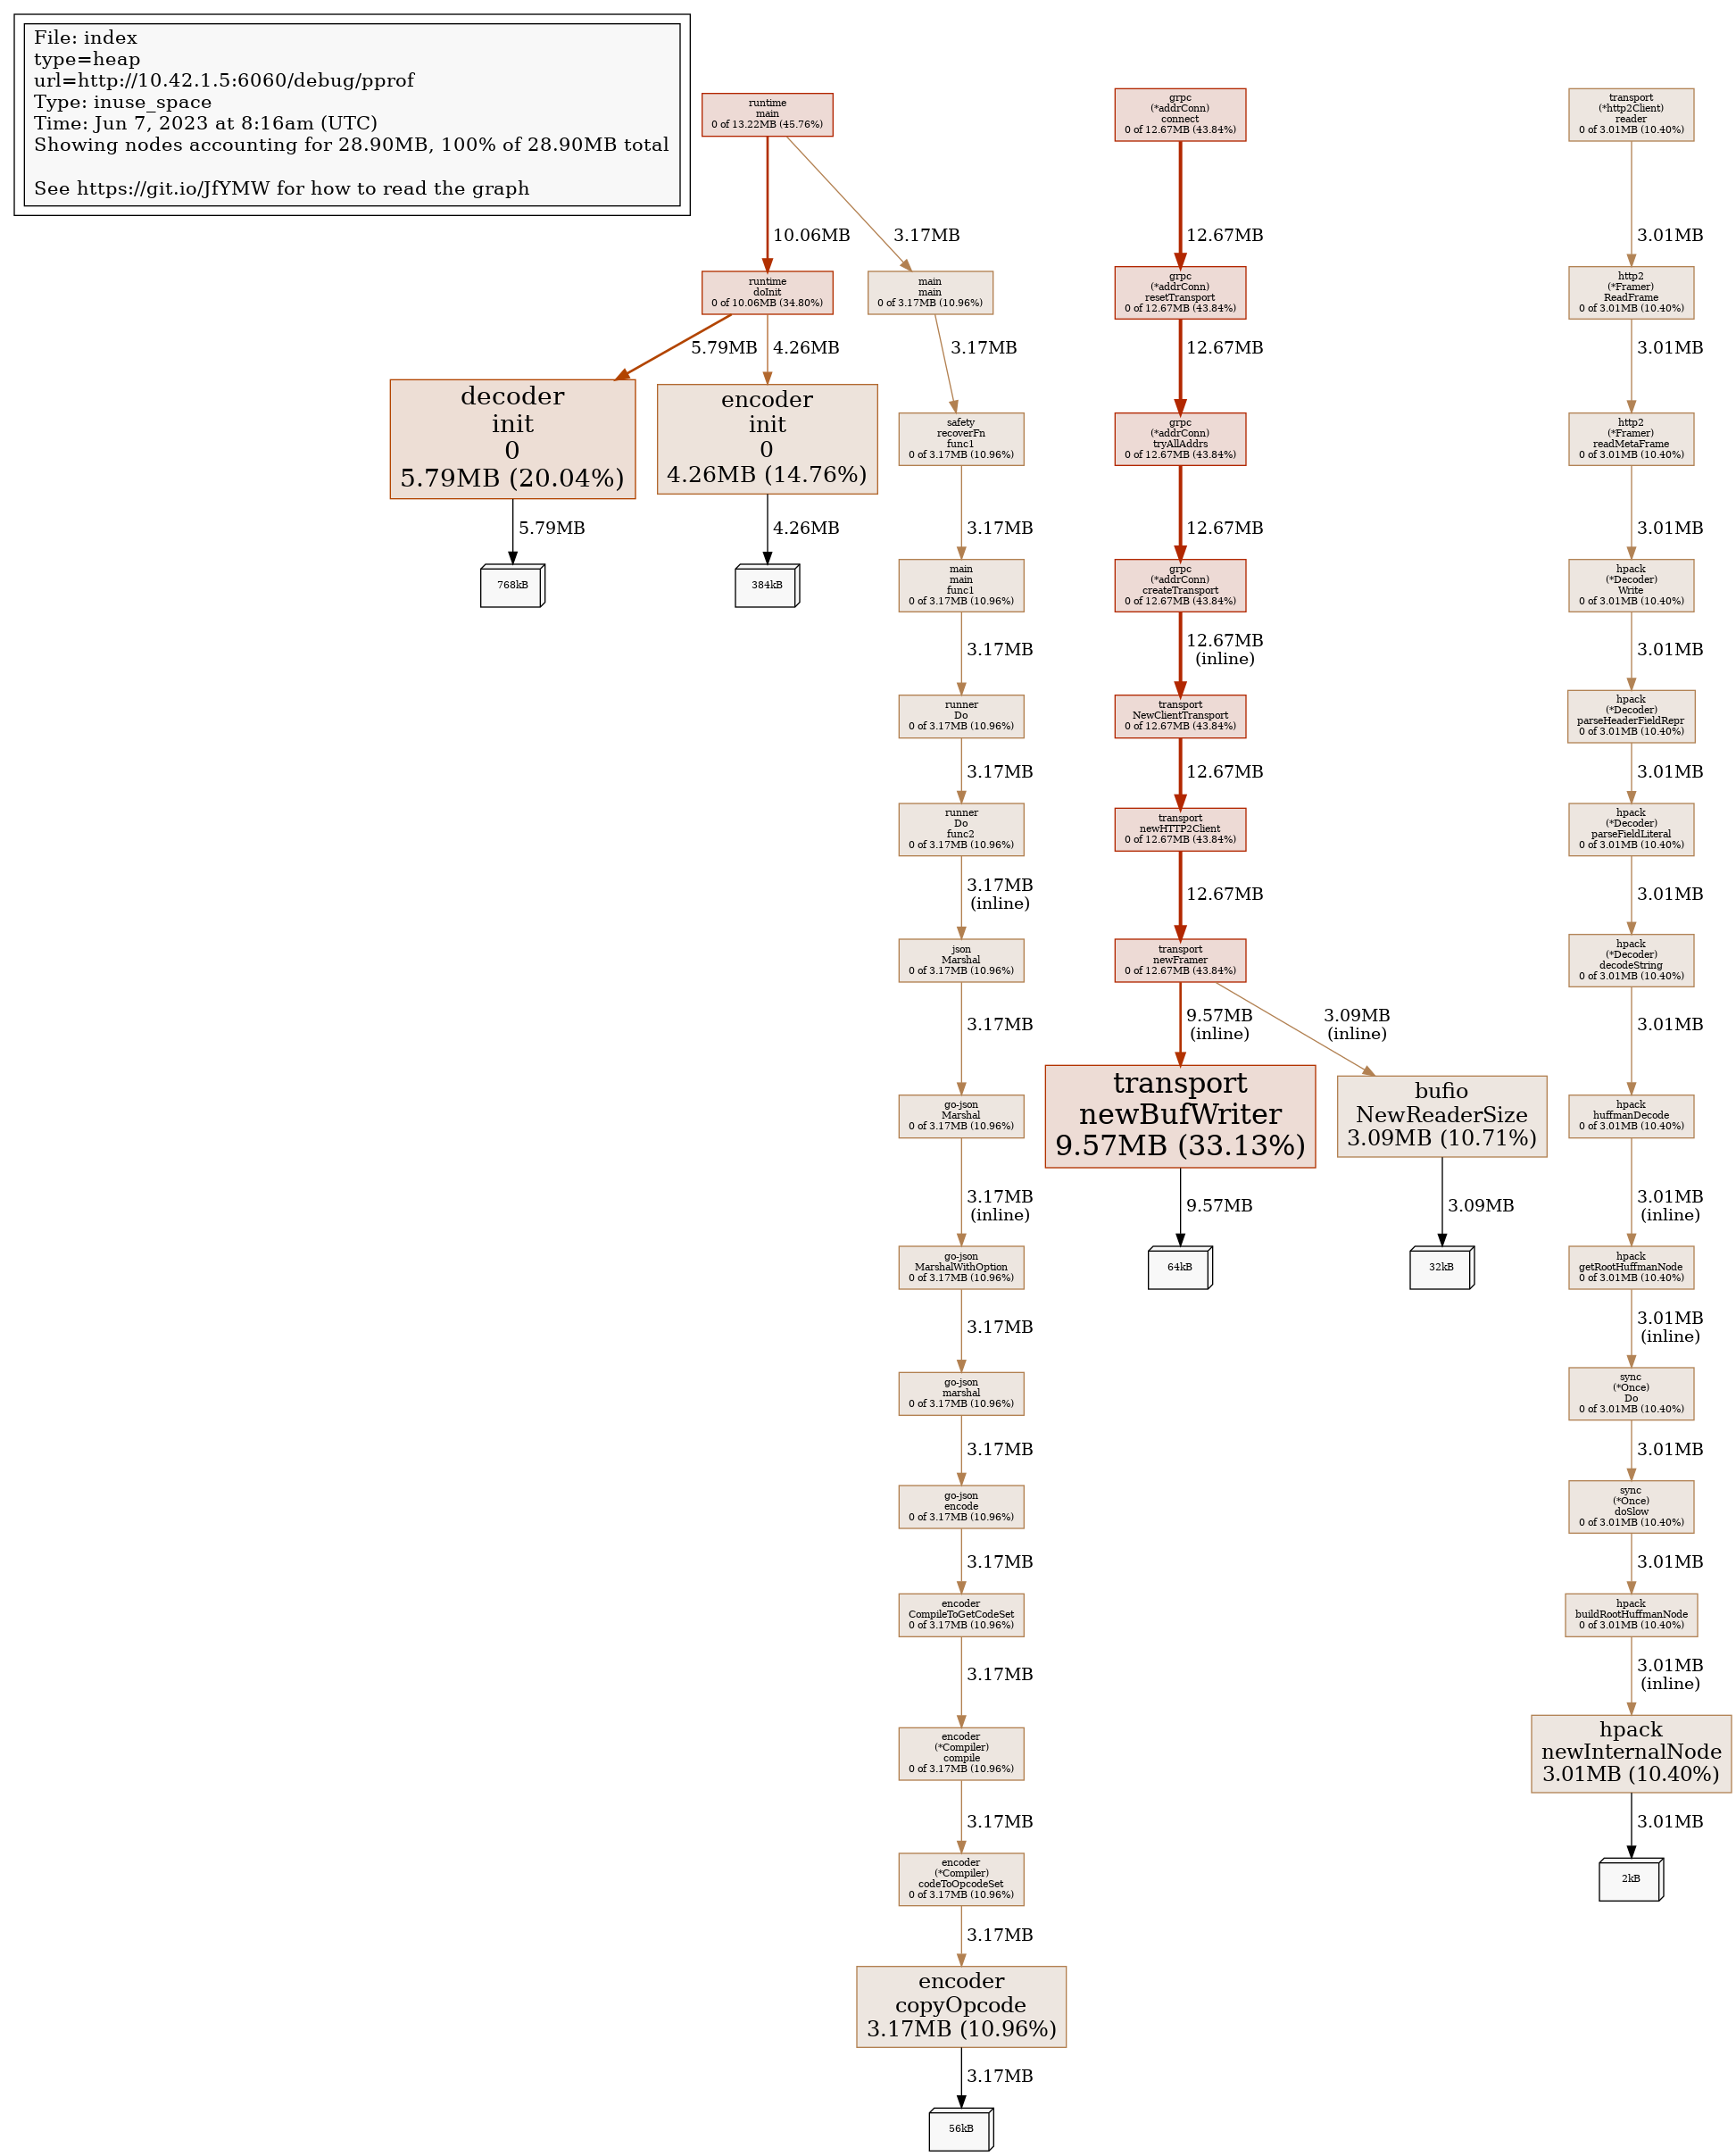 File: index
type=heap
url=http://10.42.1.5:6060/debug/pprof
Type: inuse_space
Time: Jun 7, 2023 at 8:16am (UTC)
Showing nodes accounting for 28.90MB, 100% of 28.90MB total
See https://git.io/JfYMW for how to read the graph
runtime
main
0 of 13.22MB (45.76%)
10.06MB
3.17MB
runtime
doInit
0 of 10.06MB (34.80%)
main
main
0 of 3.17MB (10.96%)
5.79MB
4.26MB
3.17MB
decoder
init
0
5.79MB (20.04%)
encoder
init
0
4.26MB (14.76%)
5.79MB
4.26MB
768kB
384kB
safety
recoverFn
func1
0 of 3.17MB (10.96%)
3.17MB
main
main
func1
0 of 3.17MB (10.96%)
3.17MB
runner
Do
0 of 3.17MB (10.96%)
3.17MB
runner
Do
func2
0 of 3.17MB (10.96%)
3.17MB
(inline)
json
Marshal
0 of 3.17MB (10.96%)
3.17MB
go-json
Marshal
0 of 3.17MB (10.96%)
3.17MB
(inline)
go-json
MarshalWithOption
0 of 3.17MB (10.96%)
3.17MB
go-json
marshal
0 of 3.17MB (10.96%)
3.17MB
go-json
encode
0 of 3.17MB (10.96%)
3.17MB
encoder
CompileToGetCodeSet
0 of 3.17MB (10.96%)
3.17MB
encoder
(*Compiler)
compile
0 of 3.17MB (10.96%)
3.17MB
encoder
(*Compiler)
codeToOpcodeSet
0 of 3.17MB (10.96%)
3.17MB
encoder
copyOpcode
3.17MB (10.96%)
3.17MB
56kB
grpc
(*addrConn)
connect
0 of 12.67MB (43.84%)
12.67MB
grpc
(*addrConn)
resetTransport
0 of 12.67MB (43.84%)
12.67MB
grpc
(*addrConn)
tryAllAddrs
0 of 12.67MB (43.84%)
12.67MB
grpc
(*addrConn)
createTransport
0 of 12.67MB (43.84%)
12.67MB
(inline)
transport
NewClientTransport
0 of 12.67MB (43.84%)
12.67MB
transport
newHTTP2Client
0 of 12.67MB (43.84%)
12.67MB
transport
newFramer
0 of 12.67MB (43.84%)
9.57MB
(inline)
3.09MB
(inline)
transport
newBufWriter
9.57MB (33.13%)
bufio
NewReaderSize
3.09MB (10.71%)
9.57MB
3.09MB
64kB
32kB
transport
(*http2Client)
reader
0 of 3.01MB (10.40%)
3.01MB
http2
(*Framer)
ReadFrame
0 of 3.01MB (10.40%)
3.01MB
http2
(*Framer)
readMetaFrame
0 of 3.01MB (10.40%)
3.01MB
hpack
(*Decoder)
Write
0 of 3.01MB (10.40%)
3.01MB
hpack
(*Decoder)
parseHeaderFieldRepr
0 of 3.01MB (10.40%)
3.01MB
hpack
(*Decoder)
parseFieldLiteral
0 of 3.01MB (10.40%)
3.01MB
hpack
(*Decoder)
decodeString
0 of 3.01MB (10.40%)
3.01MB
hpack
huffmanDecode
0 of 3.01MB (10.40%)
3.01MB
(inline)
hpack
getRootHuffmanNode
0 of 3.01MB (10.40%)
3.01MB
(inline)
sync
(*Once)
Do
0 of 3.01MB (10.40%)
3.01MB
sync
(*Once)
doSlow
0 of 3.01MB (10.40%)
3.01MB
hpack
buildRootHuffmanNode
0 of 3.01MB (10.40%)
3.01MB
(inline)
hpack
newInternalNode
3.01MB (10.40%)
3.01MB
2kB